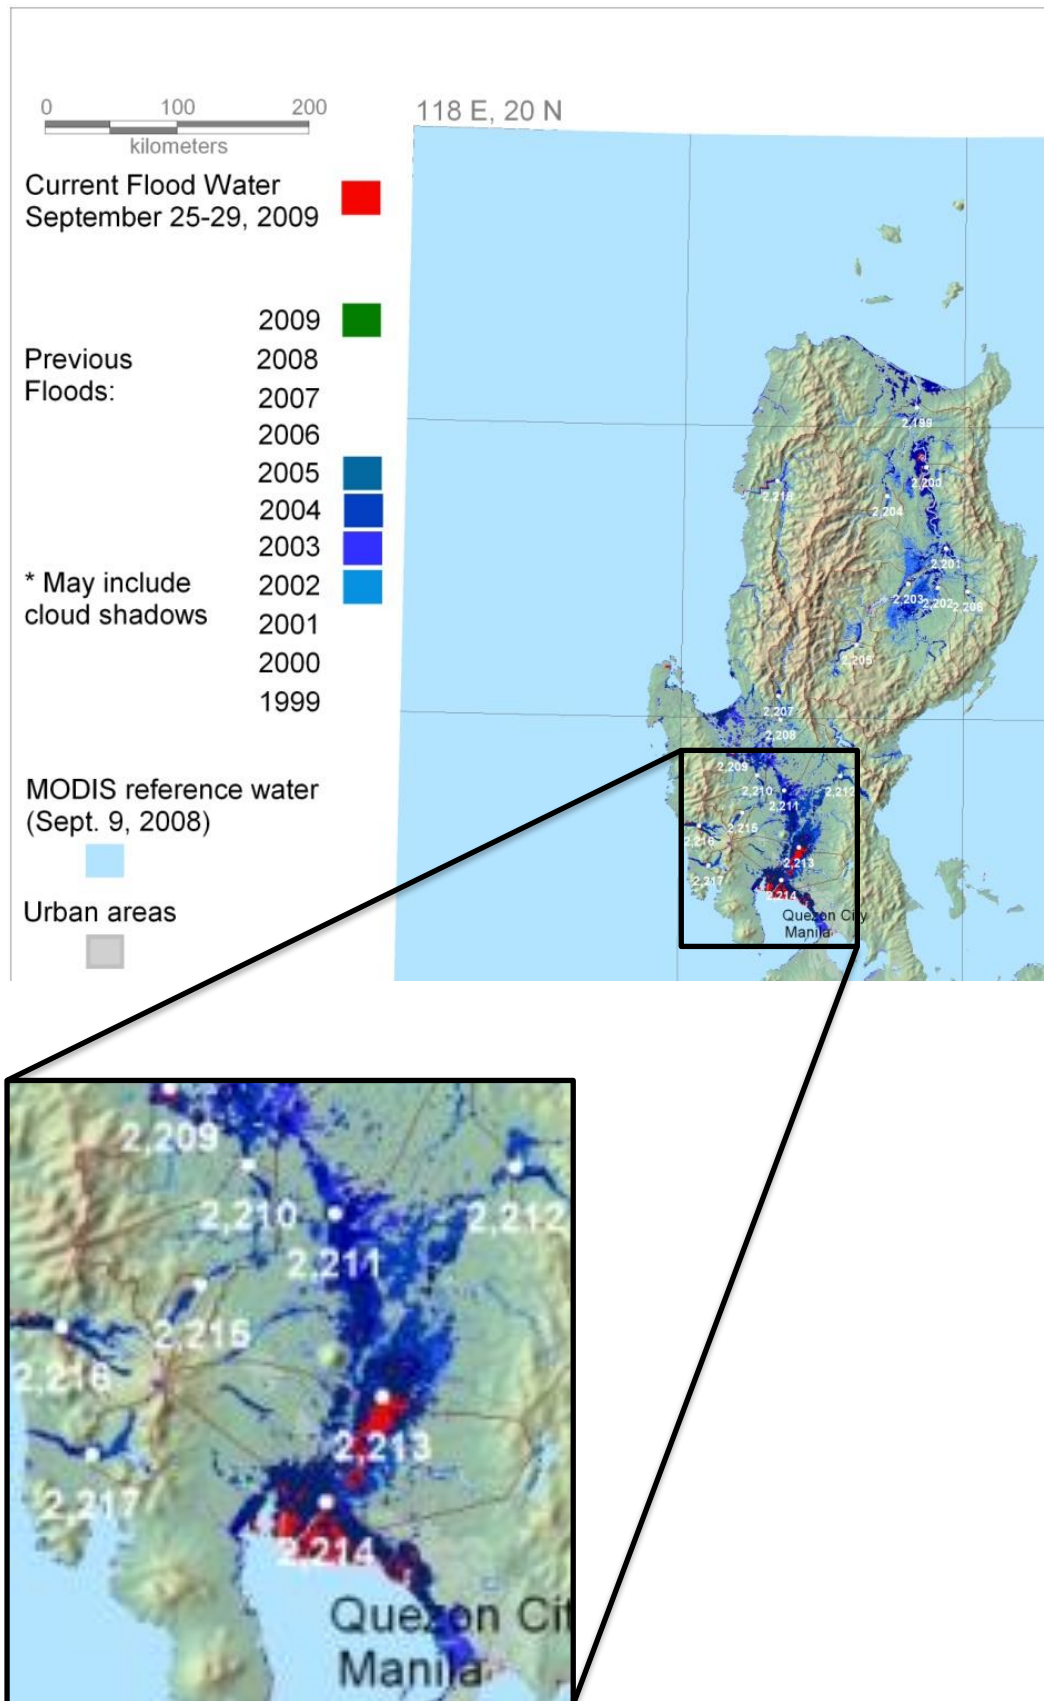 0 100 200
kilometers
118 E, 20 N
Current Flood Water
September 25-29, 2009
2009
Previous
Floods:
2008
2007
2006
2005
2004
2003
* May include
cloud shadows
2002
2001
2000
1999
MODIS reference water
(Sept. 9, 2008)
Urban areas
2,199
2,200
2,218
2,204
2,201
2,203
2,202
2,206
2,205
2,207
2,208
2,209
2,210
2,211
2,212
2,215
2,216
2,213
2,217
2,214
Quezon City
Manila
2,209
2,210
2,211
2,212
2,215
2,216
2,213
2,217
2,214
Quezon Cit
Manila